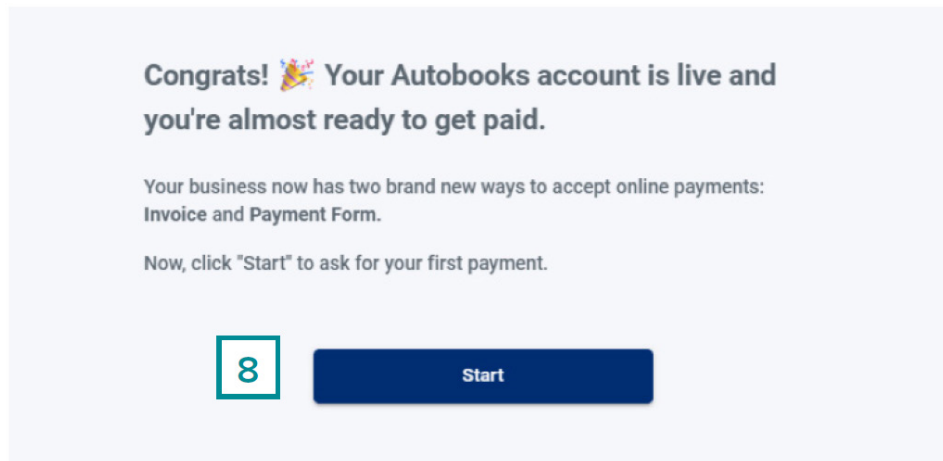 Congrats! 🎉 Your Autobooks account is live and
you're almost ready to get paid.
Your business now has two brand new ways to accept online payments:
Invoice and Payment Form.
Now, click "Start" to ask for your first payment.
8
Start